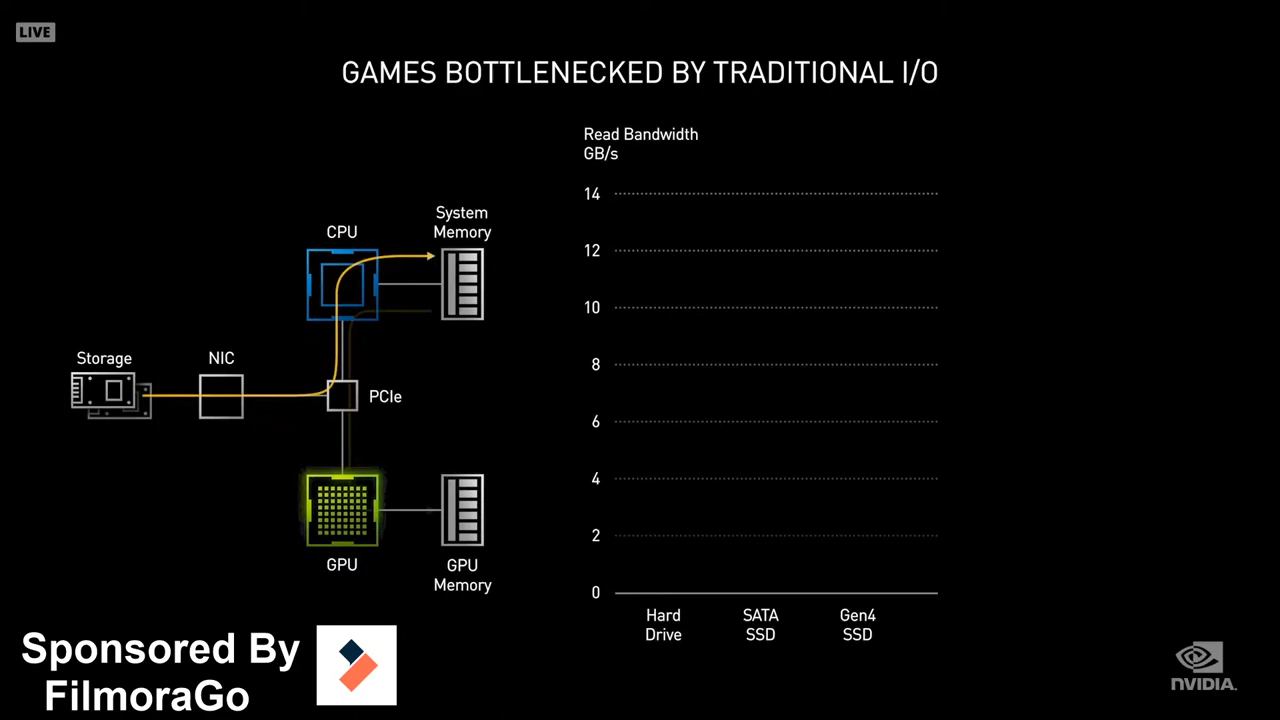 LIVE
GAMES BOTTLENECKED BY TRADITIONAL I/O
Read Bandwidth
GB/s
14
12
10
8
6
4
2
0
Hard
Drive
SATA
SSD
Gen4
SSD
System
Memory
CPU
Storage
NIC
PCIe
GPU
GPU
Memory
Sponsored By
FilmoraGo
NVIDIA.